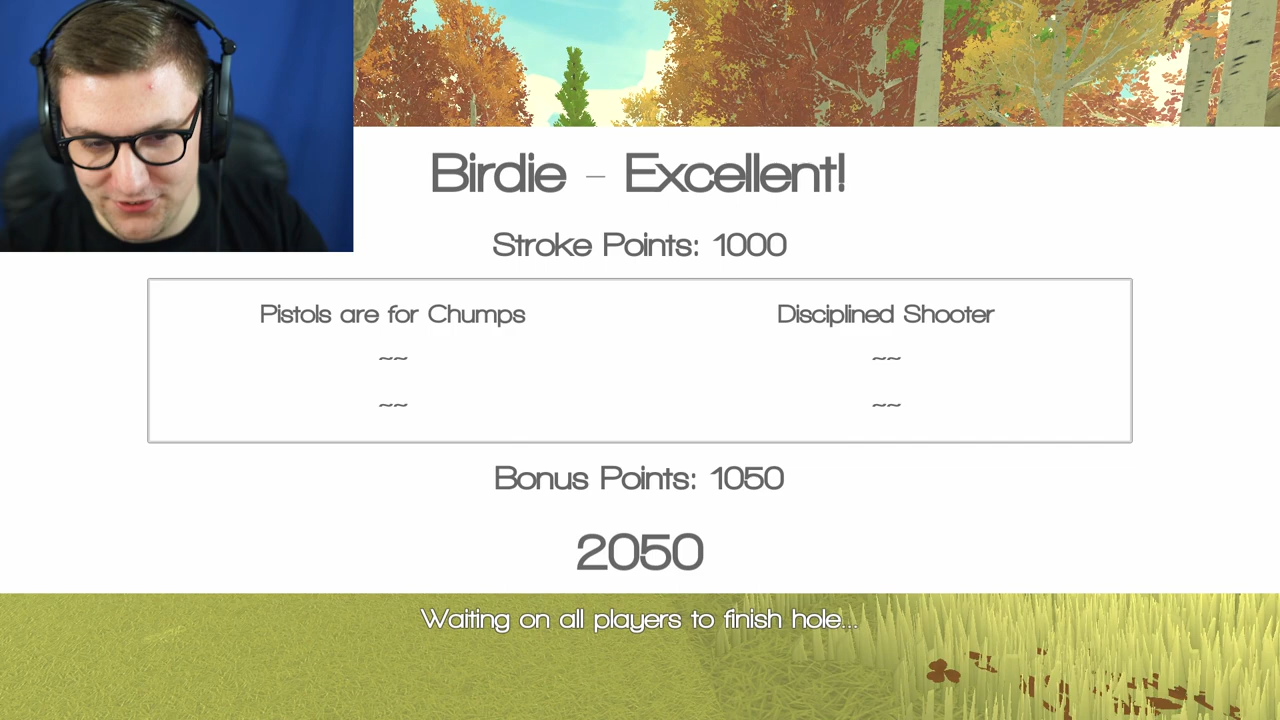 Birdie - Excellent!
Stroke Points: 1000
Pistols are for Chumps
Disciplined Shooter
~~
~~
~~
~~
Bonus Points: 1050
2050
Waiting on all players to finish hole...